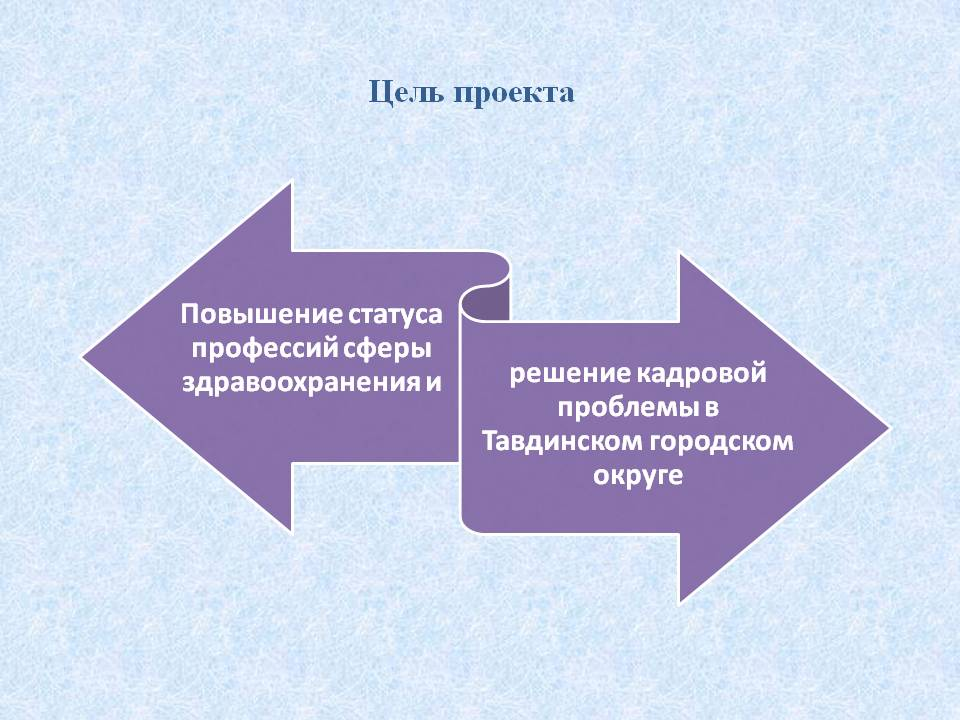 Цель проекта
Повышение статуса
профессий сферы
здравоохранения и
решение кадровой
проблемы в
Тавдинском городском
округе